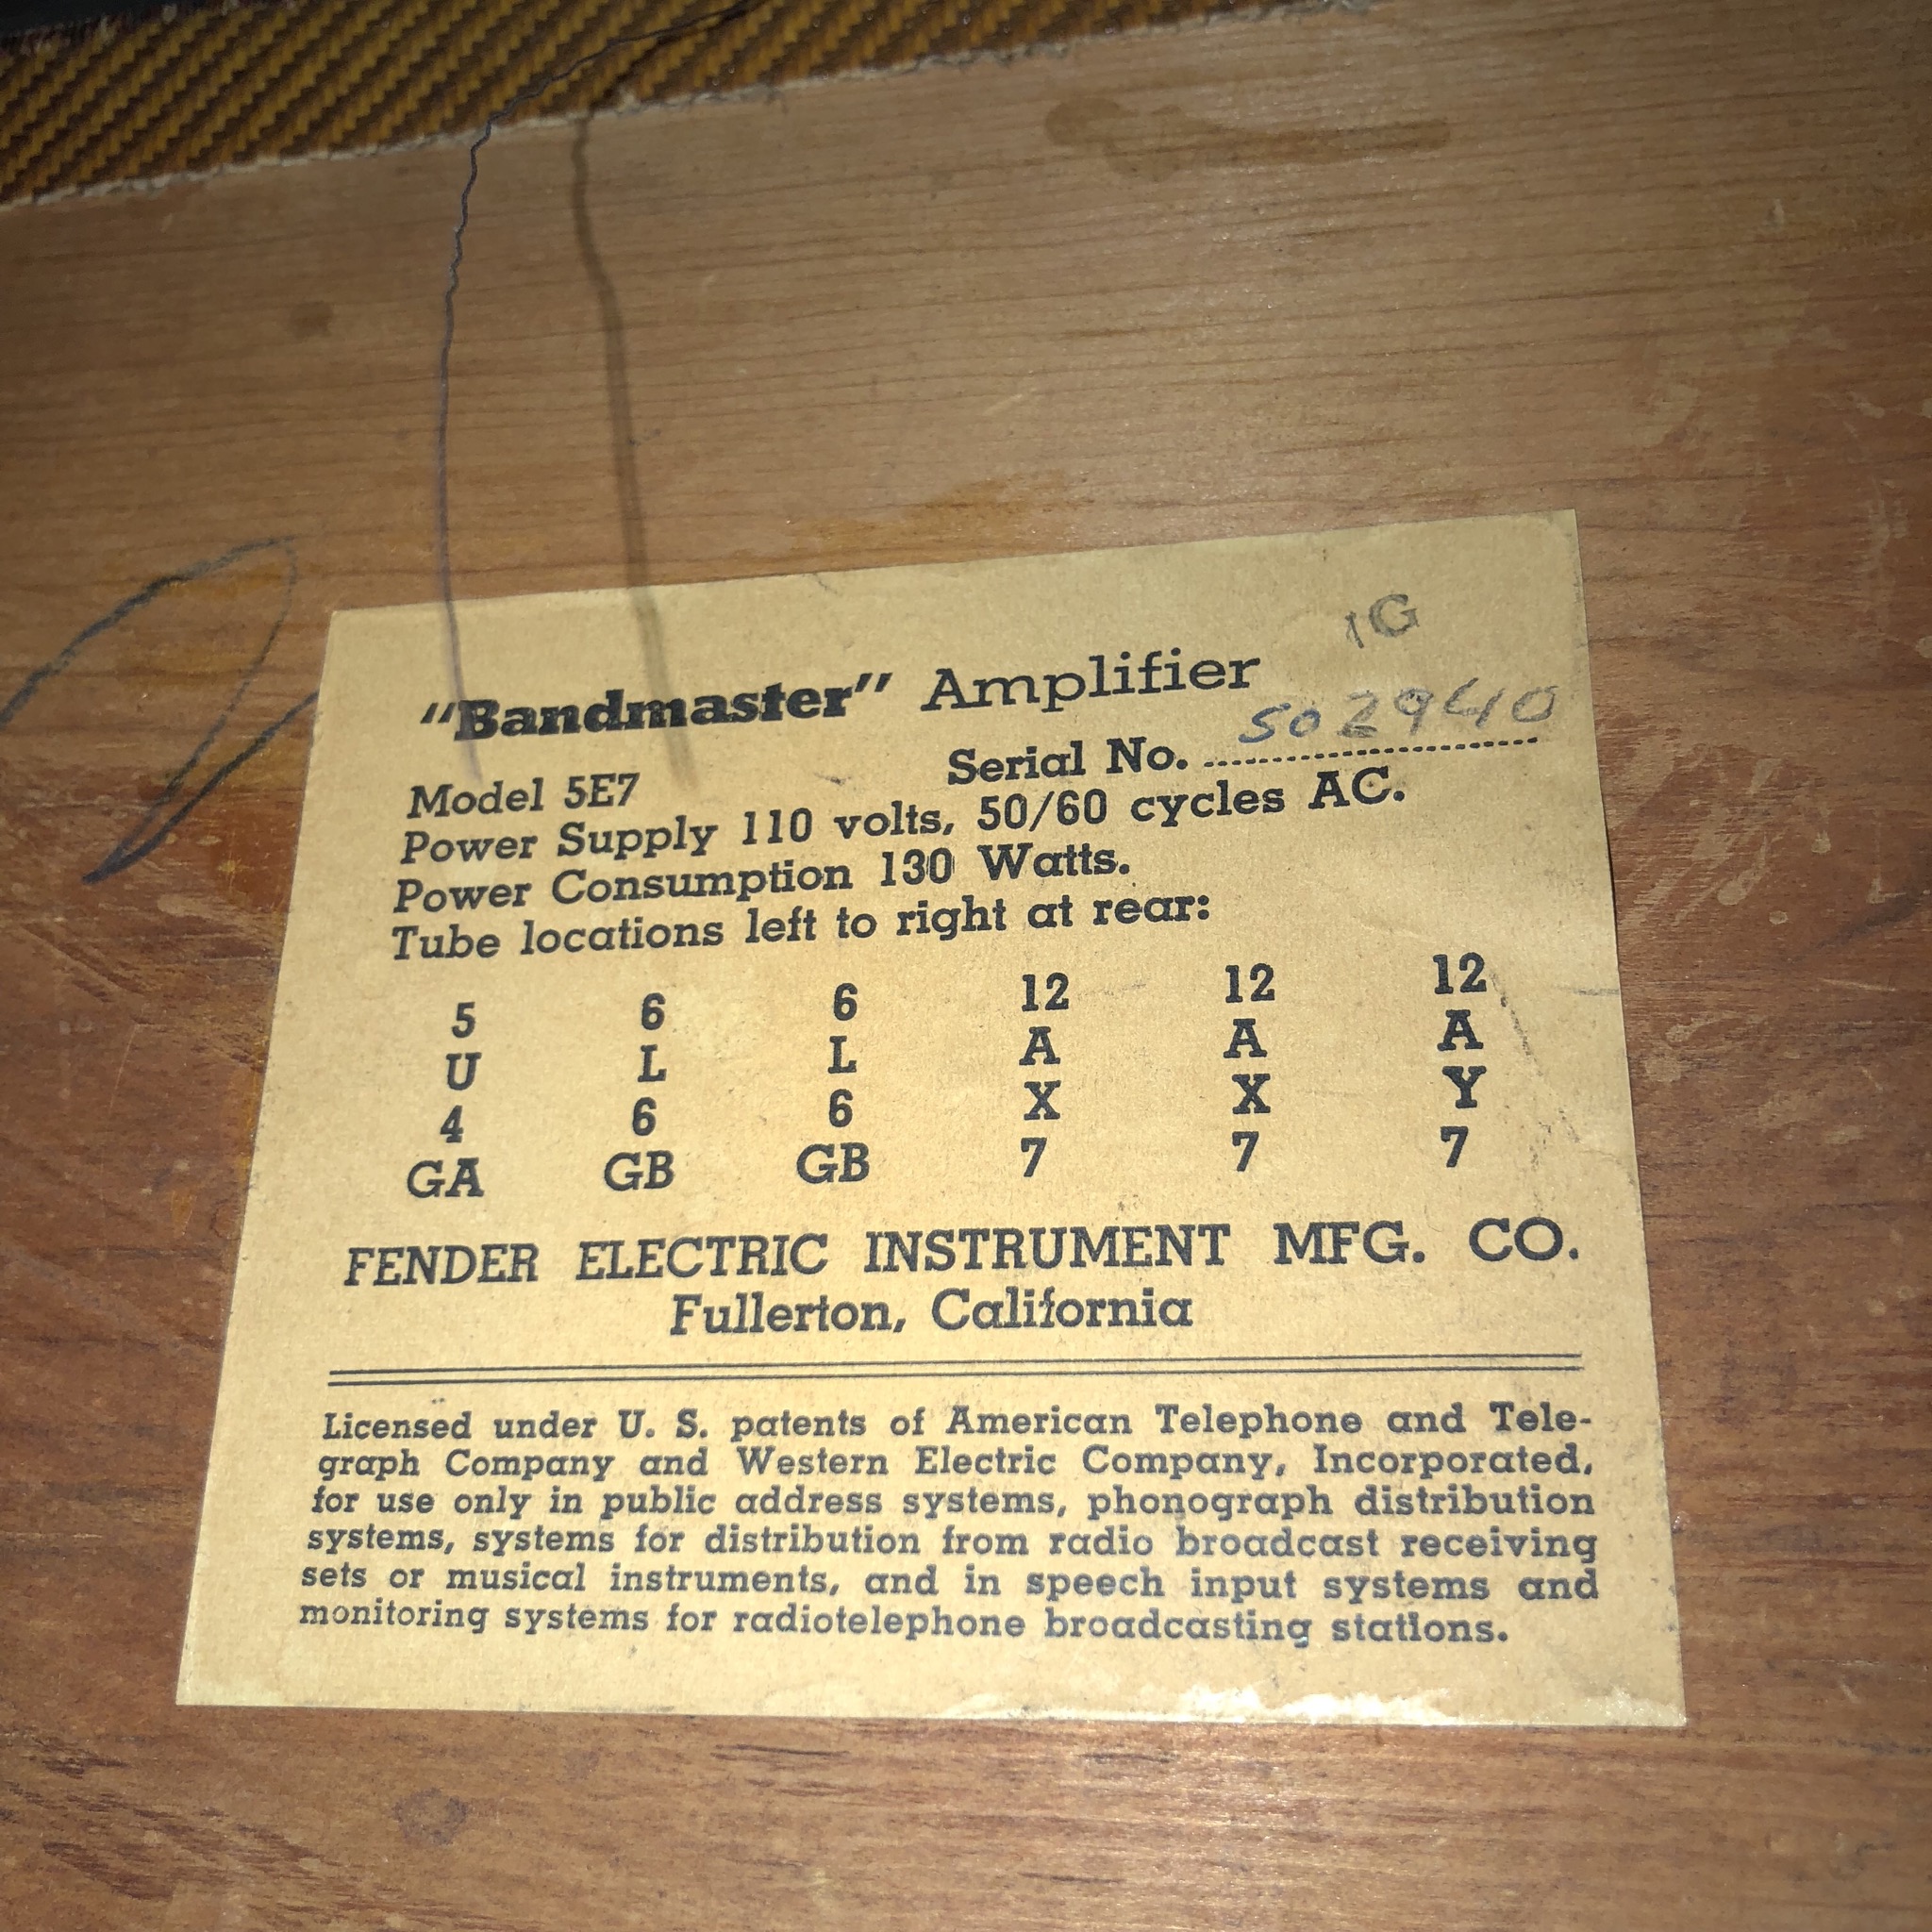 IG
"Bandmaster" Amplifier
Model 5E7 Serial No. S02940
Power Supply 110 volts, 50/60 cycles AC.
Power Consumption 130 Watts.
Tube locations left to right at rear:
5 6 6 12 12 12
U L L A A A
4 6 6 X X Y
GA GB GB 7 7 7
FENDER ELECTRIC INSTRUMENT MFG. CO.
Fullerton, California
Licensed under U. S. patents of American Telephone and Tele-
graph Company and Western Electric Company, Incorporated,
for use only in public address systems, phonograph distribution
systems, systems for distribution from radio broadcast receiving
sets or musical instruments, and in speech input systems and
monitoring systems for radiotelephone broadcasting stations.